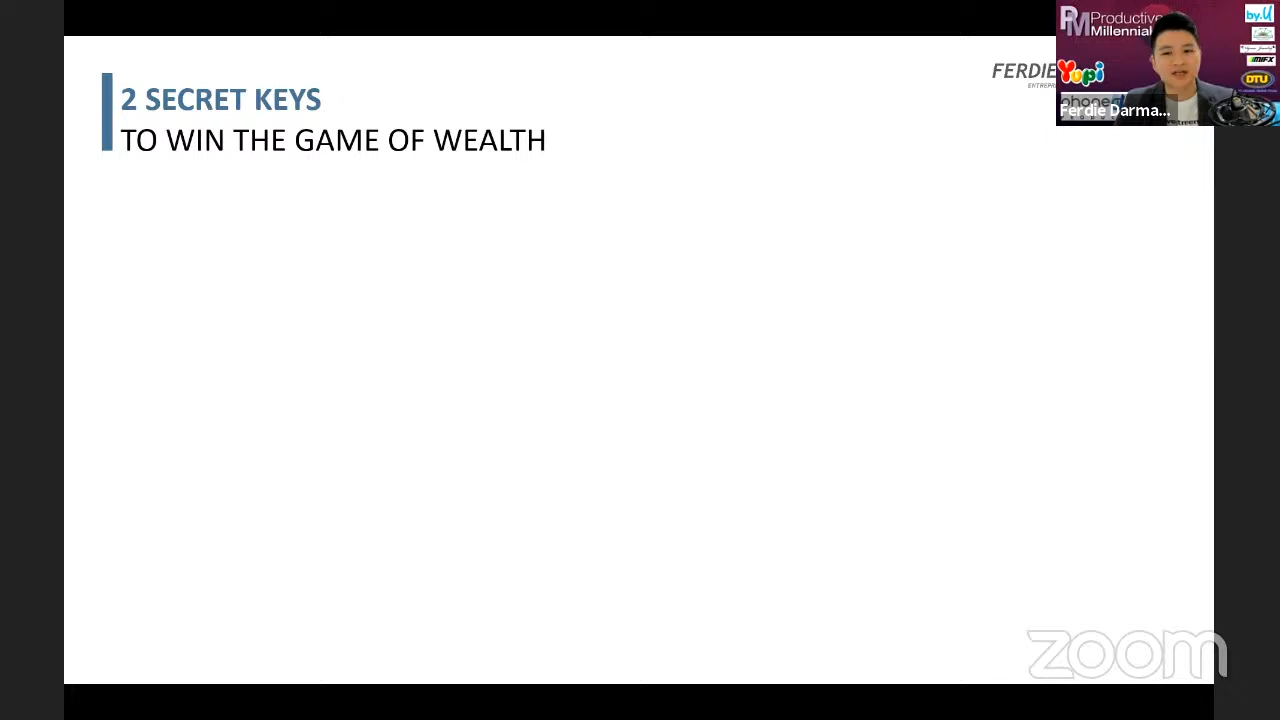 2 SECRET KEYS
TO WIN THE GAME OF WEALTH
FERDIE
Productive
Millennial
by.U
Yupi
MIFX
DTU
Ferdie Darma...
zoom